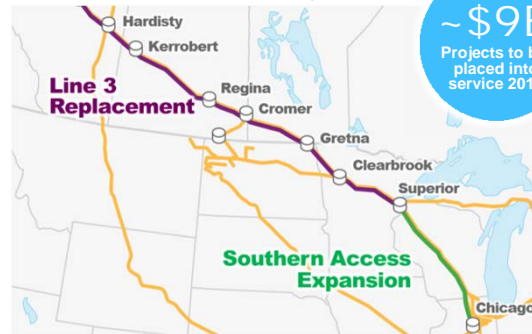 Hardisty
Kerrobert
Line 3
Replacement
Regina
Cromer
Gretna
Clearbrook
Superior
Southern Access
Expansion
Chicago
~$9B
Projects to
placed into
service